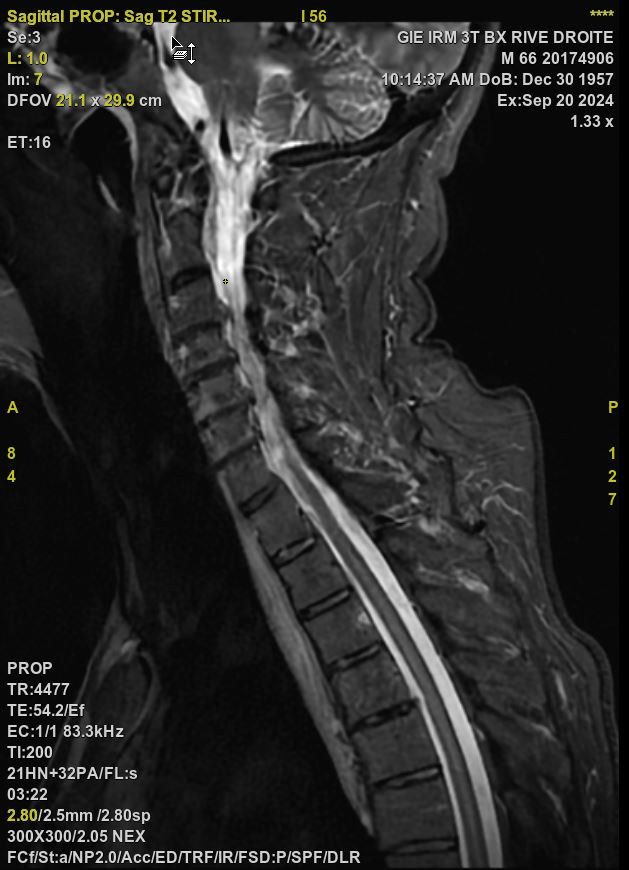 Sagittal PROP: Sag T2 STIR... I 56 ****
Se:3 GIE IRM 3T BX RIVE DROITE
L: 1.0 M 66 20174906
Im: 7 10:14:37 AM DoB: Dec 30 1957
DFOV 21.1 x 29.9 cm Ex:Sep 20 2024
1.33 x
ET:16
A P
8 1
4 2
7
PROP
TR:4477
TE:54.2/Ef
EC:1/1 83.3kHz
TI:200
21HN+32PA/FL:s
03:22
2.80/2.5mm /2.80sp
300X300/2.05 NEX
FCf/St:a/NP2.0/Acc/ED/TRF/IR/FSD:P/SPF/DLR